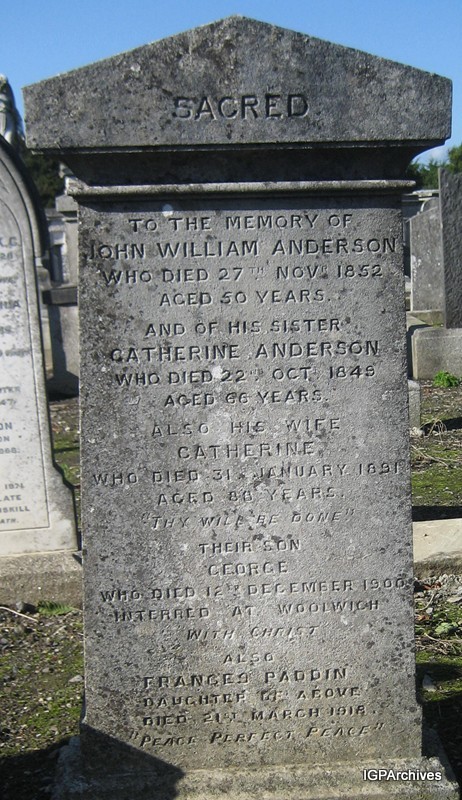 SACRED
TO THE MEMORY OF
JOHN WILLIAM ANDERSON
WHO DIED 27TH NOVR 1852
AGED 50 YEARS.
AND OF HIS SISTER
CATHERINE ANDERSON
WHO DIED 22ND OCT. 1849
AGED 66 YEARS.
ALSO HIS WIFE
CATHERINE
WHO DIED 31 JANUARY 1891
AGED 86 YEARS.
"THY WILL BE DONE"
THEIR SON
GEORGE
WHO DIED 12TH DECEMBER 1900
INTERRED AT WOOLWICH
WITH CHRIST
ALSO
FRANCES PADDIN
DAUGHTER OF ABOVE
DIED 21ST MARCH 1918
"PEACE PERFECT PEACE"
IGPArchives